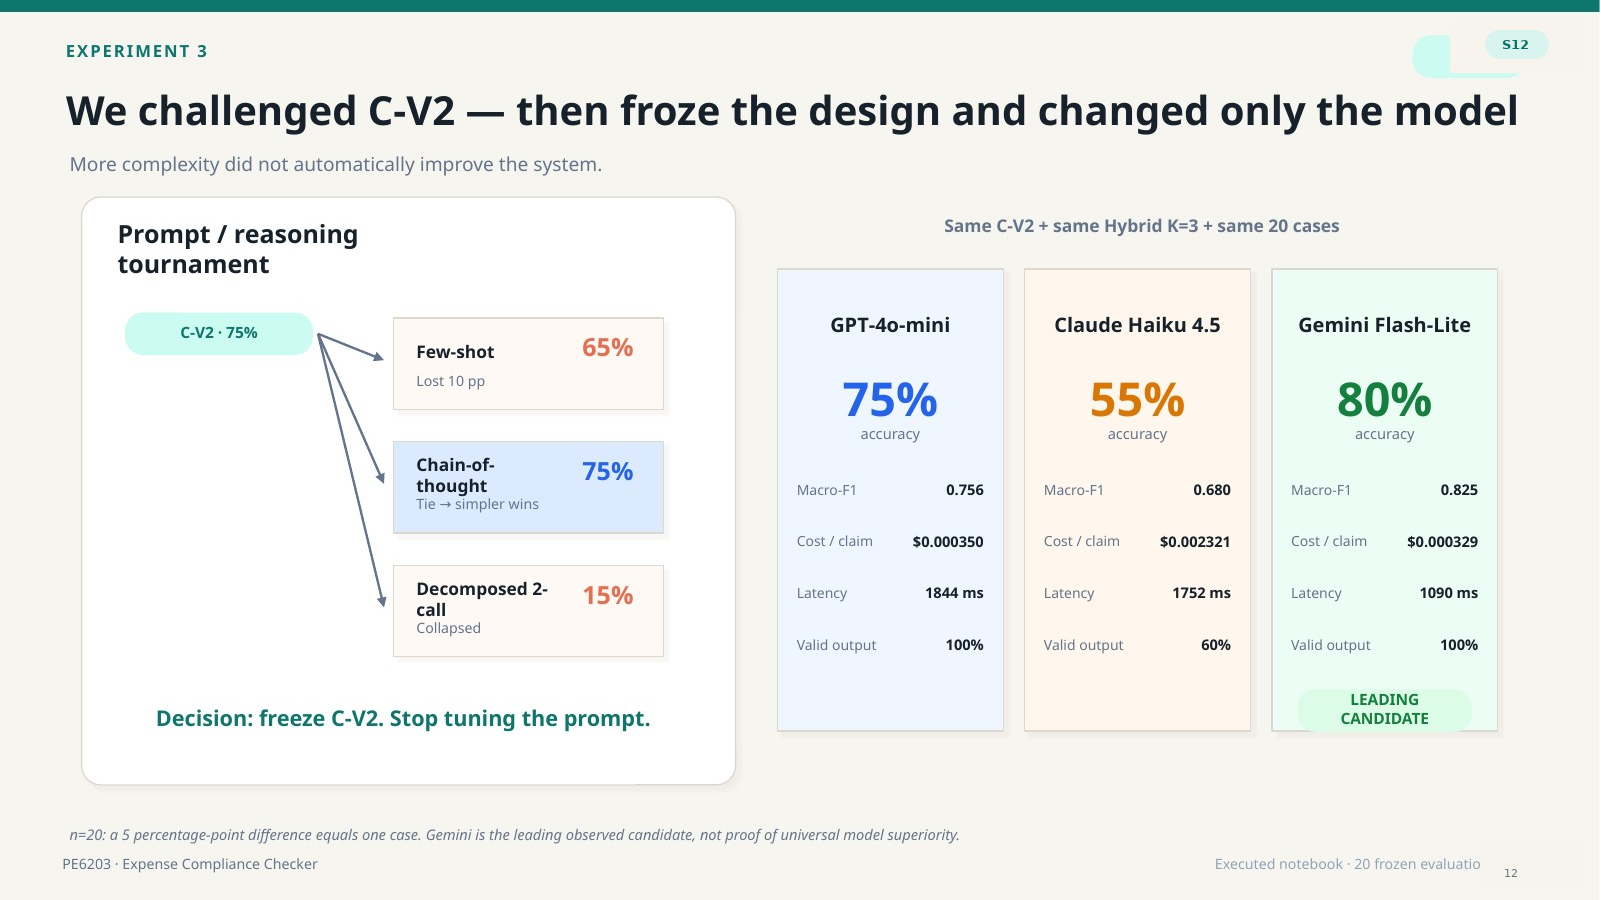 EXPERIMENT 3
S12
We challenged C-V2 — then froze the design and changed only the model
More complexity did not automatically improve the system.
Prompt / reasoning
tournament
C-V2 · 75%
Few-shot
65%
Lost 10 pp
Chain-of-
thought
75%
Tie → simpler wins
Decomposed 2-
call
15%
Collapsed
Decision: freeze C-V2. Stop tuning the prompt.
Same C-V2 + same Hybrid K=3 + same 20 cases
GPT-4o-mini
75%
accuracy
Macro-F1 0.756
Cost / claim $0.000350
Latency 1844 ms
Valid output 100%
Claude Haiku 4.5
55%
accuracy
Macro-F1 0.680
Cost / claim $0.002321
Latency 1752 ms
Valid output 60%
Gemini Flash-Lite
80%
accuracy
Macro-F1 0.825
Cost / claim $0.000329
Latency 1090 ms
Valid output 100%
LEADING
CANDIDATE
n=20: a 5 percentage-point difference equals one case. Gemini is the leading observed candidate, not proof of universal model superiority.
PE6203 · Expense Compliance Checker
Executed notebook · 20 frozen evaluatio
12